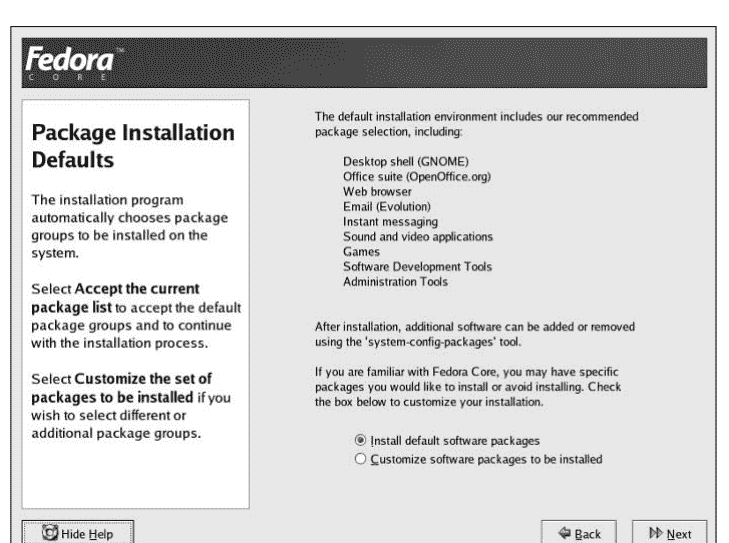 Fedora™
CORE
Package Installation
Defaults
The installation program
automatically chooses package
groups to be installed on the
system.
Select Accept the current
package list to accept the default
package groups and to continue
with the installation process.
Select Customize the set of
packages to be installed if you
wish to select different or
additional package groups.
Hide Help
The default installation environment includes our recommended
package selection, including:
Desktop shell (GNOME)
Office suite (OpenOffice.org)
Web browser
Email (Evolution)
Instant messaging
Sound and video applications
Games
Software Development Tools
Administration Tools
After installation, additional software can be added or removed
using the 'system-config-packages' tool.
If you are familiar with Fedora Core, you may have specific
packages you would like to install or avoid installing. Check
the box below to customize your installation.
Install default software packages
Customize software packages to be installed
Back
Next